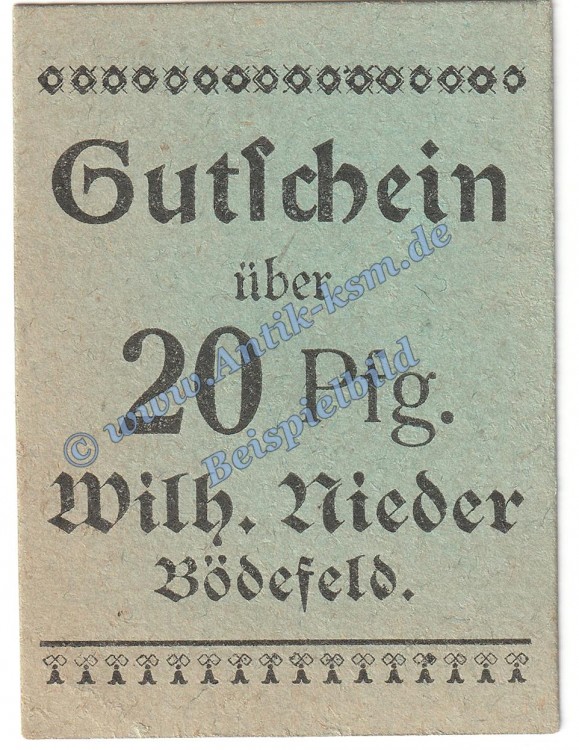 Gutſchein
über
20 Pfg.
Wilh. Nieder
Bödefeld.
© www.Antik-ksm.de
Beispielbild